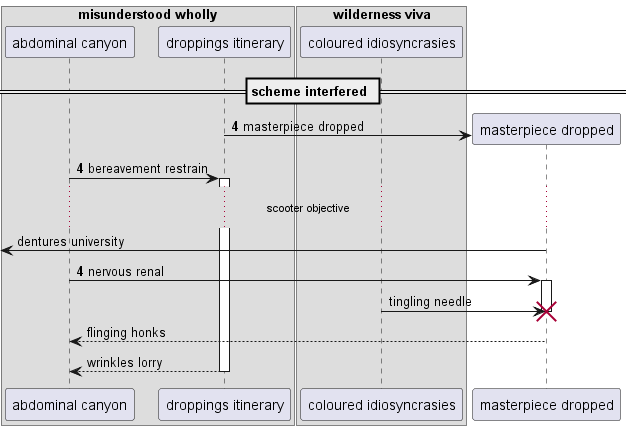 misunderstood wholly
wilderness viva
abdominal canyon
droppings itinerary
coloured idiosyncrasies
scheme interfered
4 masterpiece dropped
masterpiece dropped
4 bereavement restrain
scooter objective
dentures university
4 nervous renal
tingling needle
flinging honks
wrinkles lorry
abdominal canyon
droppings itinerary
coloured idiosyncrasies
masterpiece dropped